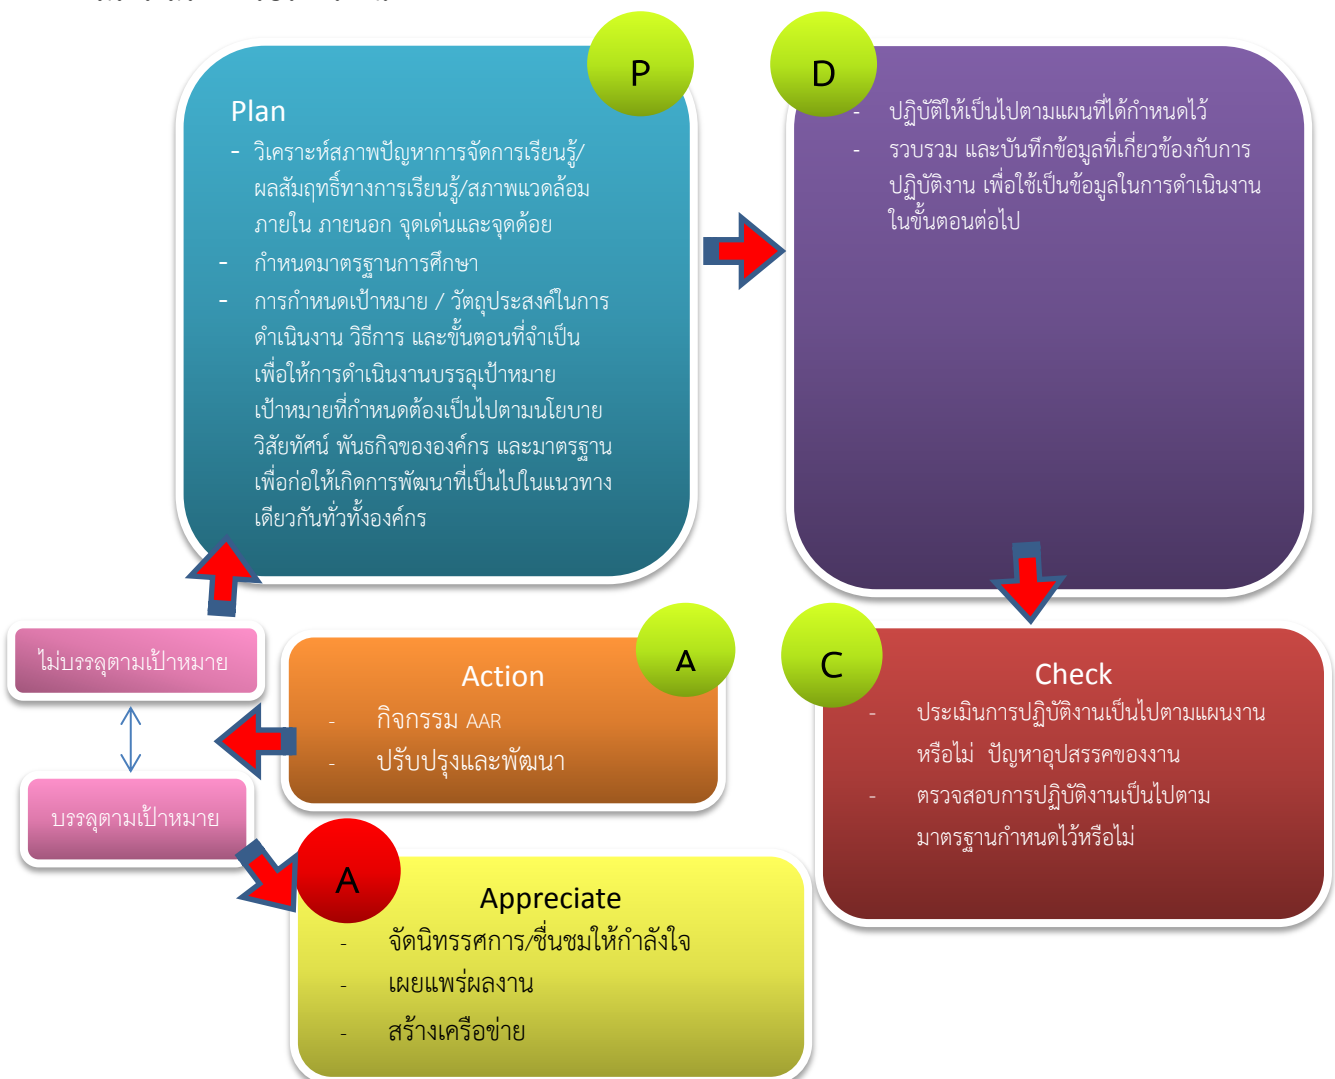 P
Plan
- วิเคราะห์สภาพปัญหาการจัดการเรียนรู้/
ผลสัมฤทธิ์ทางการเรียนรู้/สภาพแวดล้อม
ภายใน ภายนอก จุดเด่นและจุดด้อย
- กำหนดมาตรฐานการศึกษา
- การกำหนดเป้าหมาย / วัตถุประสงค์ในการ
ดำเนินงาน วิธีการ และขั้นตอนที่จำเป็น
เพื่อให้การดำเนินงานบรรลุเป้าหมาย
เป้าหมายที่กำหนดต้องเป็นไปตามนโยบาย
วิสัยทัศน์ พันธกิจขององค์กร และมาตรฐาน
เพื่อก่อให้เกิดการพัฒนาที่เป็นไปในแนวทาง
เดียวกันทั่วทั้งองค์กร
D
- ปฏิบัติให้เป็นไปตามแผนที่ได้กำหนดไว้
- รวบรวม และบันทึกข้อมูลที่เกี่ยวข้องกับการ
ปฏิบัติงาน เพื่อใช้เป็นข้อมูลในการดำเนินงาน
ในขั้นตอนต่อไป
C
Check
- ประเมินการปฏิบัติงานเป็นไปตามแผนงาน
หรือไม่ ปัญหาอุปสรรคของงาน
- ตรวจสอบการปฏิบัติงานเป็นไปตาม
มาตรฐานกำหนดไว้หรือไม่
A
Action
- กิจกรรม AAR
- ปรับปรุงและพัฒนา
ไม่บรรลุตามเป้าหมาย
บรรลุตามเป้าหมาย
A
Appreciate
- จัดนิทรรศการ/ชื่นชมให้กำลังใจ
- เผยแพร่ผลงาน
- สร้างเครือข่าย